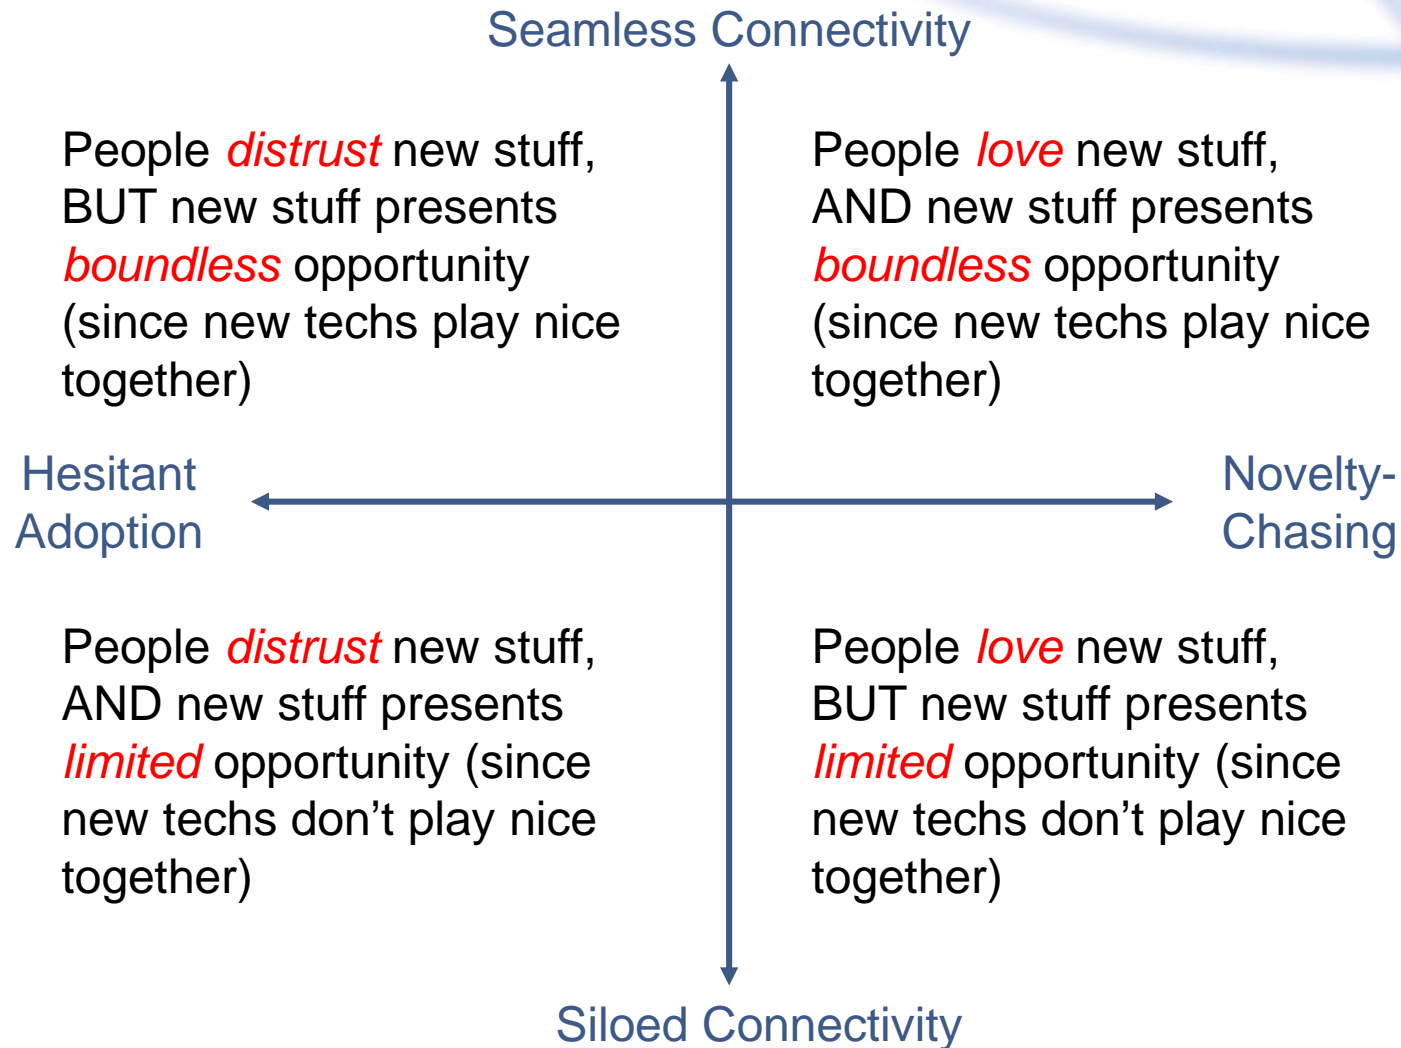 Seamless Connectivity
People distrust new stuff,
BUT new stuff presents
boundless opportunity
(since new techs play nice
together)
People love new stuff,
AND new stuff presents
boundless opportunity
(since new techs play nice
together)
Hesitant
Adoption
Novelty-
Chasing
People distrust new stuff,
AND new stuff presents
limited opportunity (since
new techs don’t play nice
together)
People love new stuff,
BUT new stuff presents
limited opportunity (since
new techs don’t play nice
together)
Siloed Connectivity